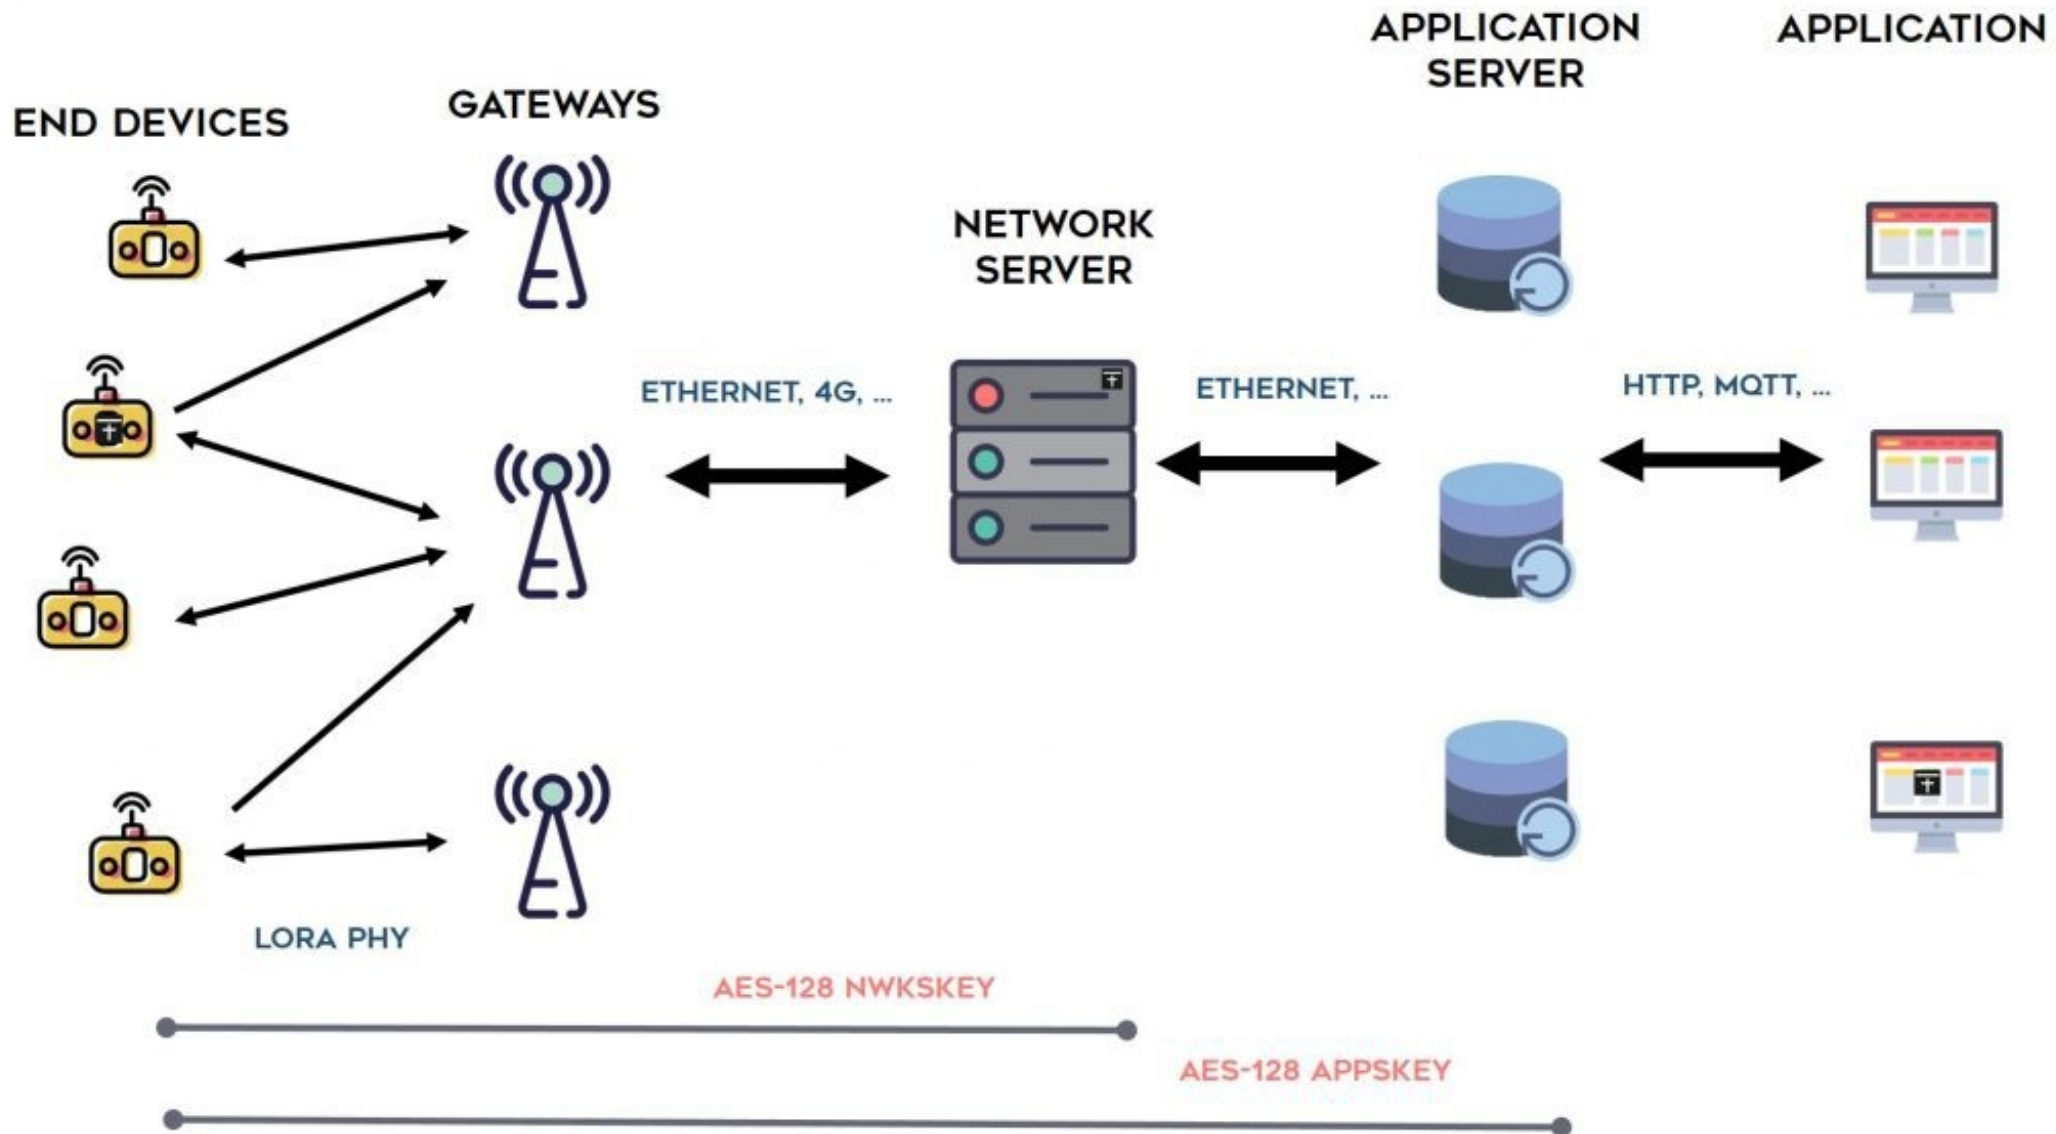 APPLICATION
SERVER
APPLICATION
END DEVICES
GATEWAYS
NETWORK
SERVER
ETHERNET, 4G, ...
ETHERNET, ...
HTTP, MQTT, ...
LORA PHY
AES-128 NWKSKEY
AES-128 APPSKEY